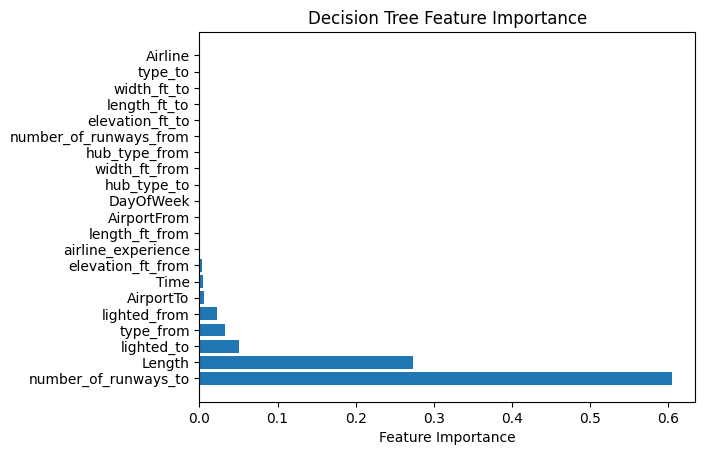 Decision Tree Feature Importance
Airline
type_to
width_ft_to
length_ft_to
elevation_ft_to
number_of_runways_from
hub_type_from
width_ft_from
hub_type_to
DayOfWeek
AirportFrom
length_ft_from
airline_experience
elevation_ft_from
Time
AirportTo
lighted_from
type_from
lighted_to
Length
number_of_runways_to
0.0 0.1 0.2 0.3 0.4 0.5 0.6
Feature Importance